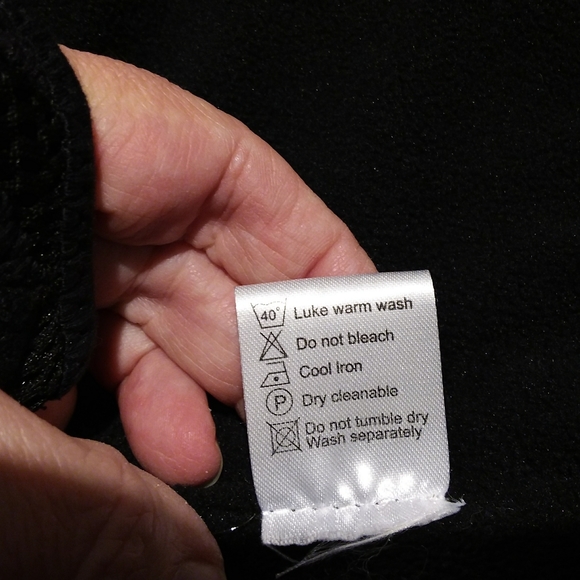 40° Luke warm wash
Do not bleach
Cool Iron
P Dry cleanable
Do not tumble dry
Wash separately